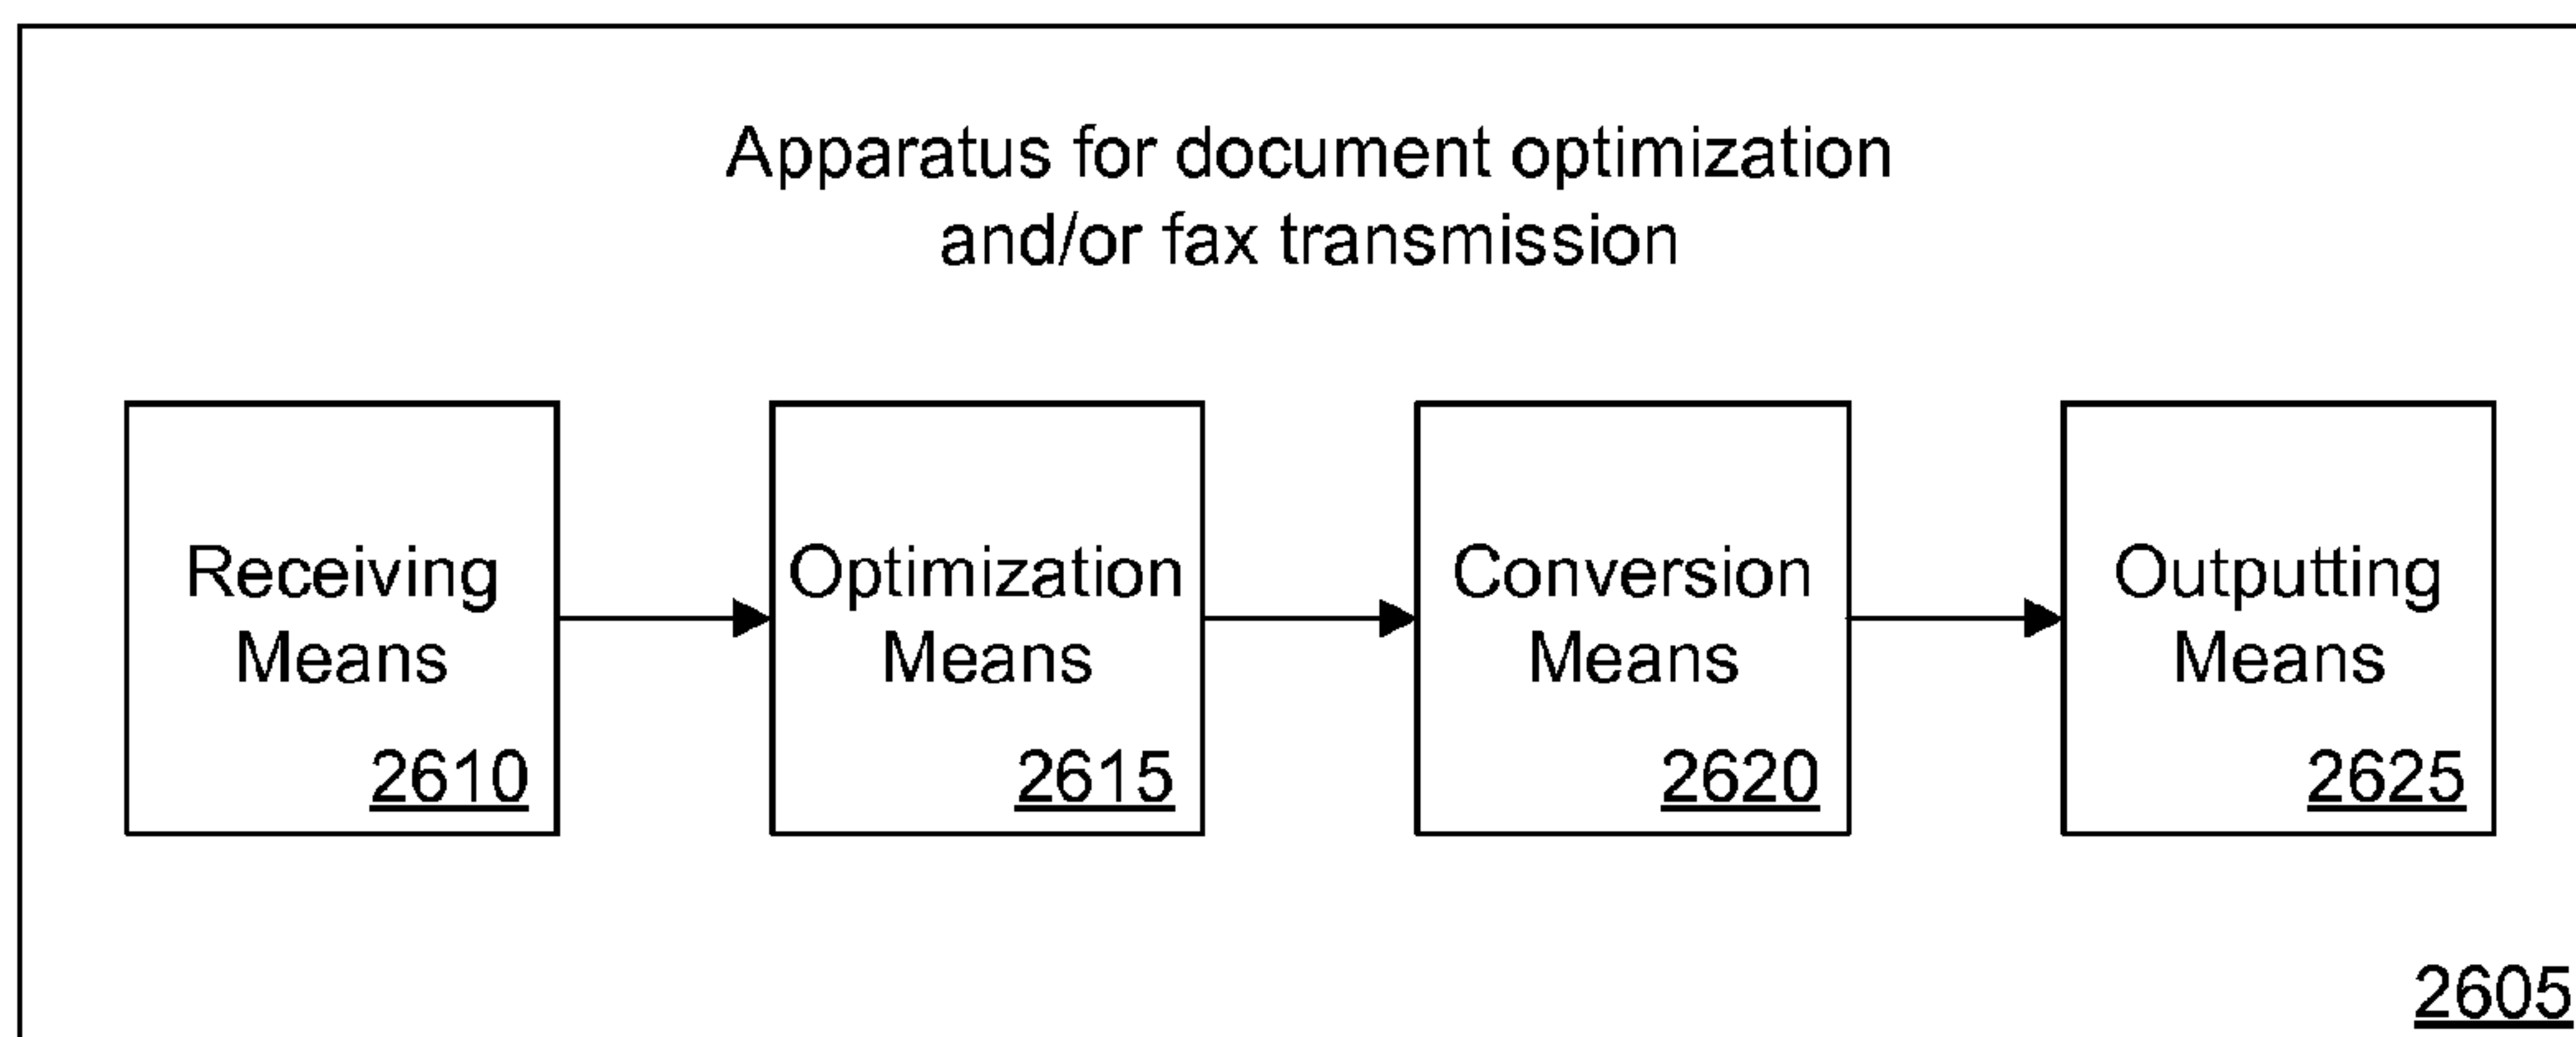 Apparatus for document optimization
and/or fax transmission
Receiving
Means
2610
Optimization
Means
2615
Conversion
Means
2620
Outputting
Means
2625
2605